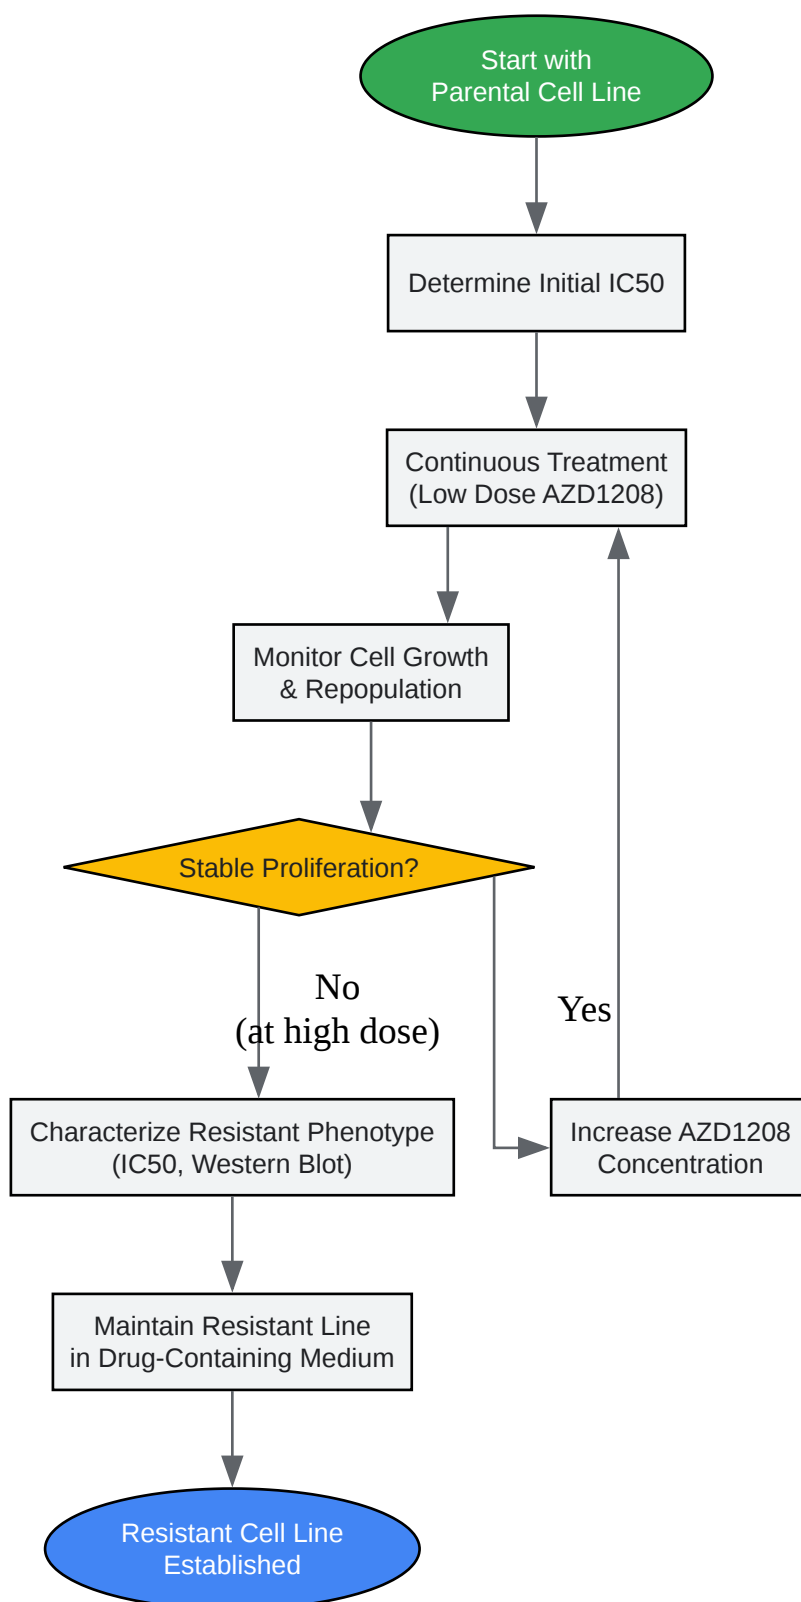 Start with
Parental Cell Line
Determine Initial IC50
Continuous Treatment
(Low Dose AZD1208)
Monitor Cell Growth
& Repopulation
Stable Proliferation?
No
(at high dose)
Yes
Characterize Resistant Phenotype
(IC50, Western Blot)
Increase AZD1208
Concentration
Maintain Resistant Line
in Drug-Containing Medium
Resistant Cell Line
Established